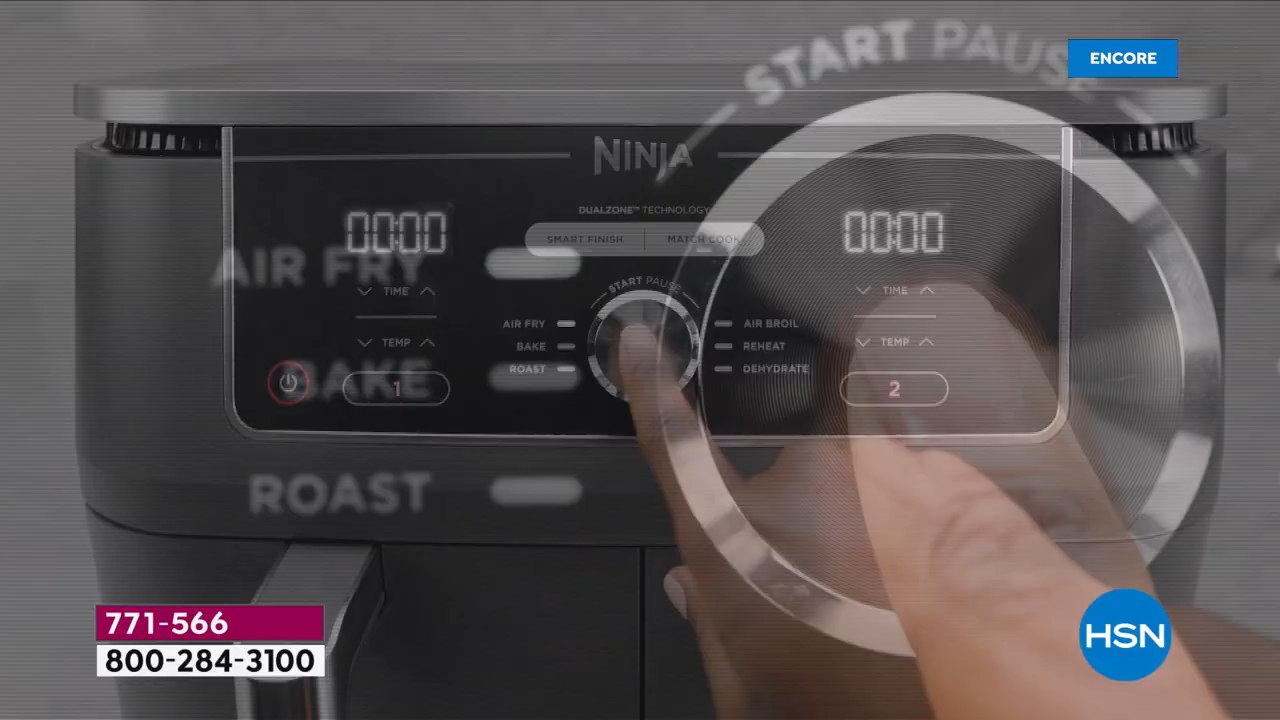 START PAUSE
ENCORE
NINJA
DUALZONE™ TECHNOLOGY
SMART FINISH
MATCH COOK
00:00
00:00
AIR FRY
TIME
TEMP
1
START PAUSE
AIR FRY
BAKE
ROAST
AIR BROIL
REHEAT
DEHYDRATE
TIME
TEMP
2
BAKE
ROAST
771-566
800-284-3100
HSN